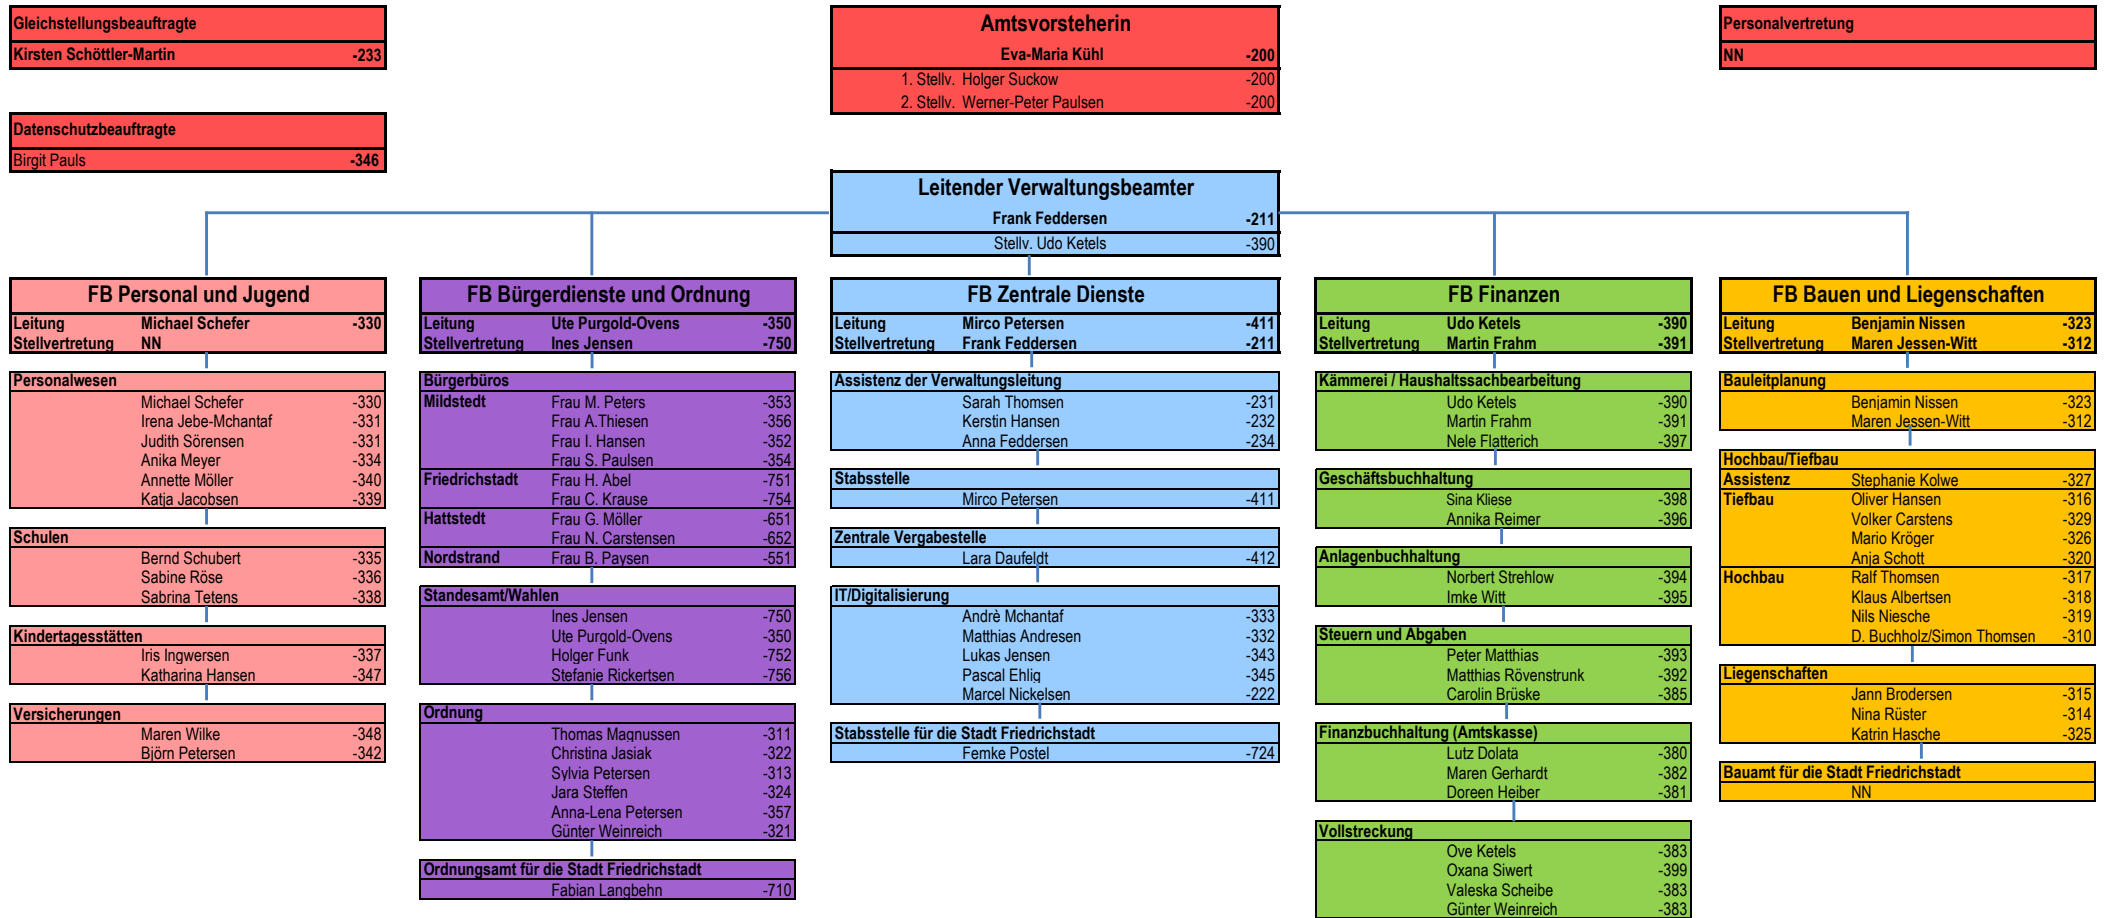 Gleichstellungsbeauftragte
Kirsten Schöttler-Martin -233
Amtsvorsteherin
Eva-Maria Kühl -200
1. Stellv. Holger Suckow -200
2. Stellv. Werner-Peter Paulsen -200
Personalvertretung
NN
Datenschutzbeauftragte
Birgit Pauls -346
Leitender Verwaltungsbeamter
Frank Feddersen -211
Stellv. Udo Ketels -390
FB Personal und Jugend
Leitung Michael Schefer -330
Stellvertretung NN
Personalwesen
Michael Schefer -330
Irena Jebe-Mchantaf -331
Judith Sörensen -331
Anika Meyer -334
Annette Möller -340
Katja Jacobsen -339
Schulen
Bernd Schubert -335
Sabine Röse -336
Sabrina Tetens -338
Kindertagesstätten
Iris Ingwersen -337
Katharina Hansen -347
Versicherungen
Maren Wilke -348
Björn Petersen -342
FB Bürgerdienste und Ordnung
Leitung Ute Purgold-Ovens -350
Stellvertretung Ines Jensen -750
Bürgerbüros
Mildstedt Frau M. Peters -353
Frau A.Thiesen -356
Frau I. Hansen -352
Frau S. Paulsen -354
Friedrichstadt Frau H. Abel -751
Frau C. Krause -754
Hattstedt Frau G. Möller -651
Frau N. Carstensen -652
Nordstrand Frau B. Paysen -551
Standesamt/Wahlen
Ines Jensen -750
Ute Purgold-Ovens -350
Holger Funk -752
Stefanie Rickertsen -756
Ordnung
Thomas Magnussen -311
Christina Jasiak -322
Sylvia Petersen -313
Jara Steffen -324
Anna-Lena Petersen -357
Günter Weinreich -321
Ordnungsamt für die Stadt Friedrichstadt
Fabian Langbehn -710
FB Zentrale Dienste
Leitung Mirco Petersen -411
Stellvertretung Frank Feddersen -211
Assistenz der Verwaltungsleitung
Sarah Thomsen -231
Kerstin Hansen -232
Anna Feddersen -234
Stabsstelle
Mirco Petersen -411
Zentrale Vergabestelle
Lara Daufeldt -412
IT/Digitalisierung
Andrè Mchantaf -333
Matthias Andresen -332
Lukas Jensen -343
Pascal Ehlig -345
Marcel Nickelsen -222
Stabsstelle für die Stadt Friedrichstadt
Femke Postel -724
FB Finanzen
Leitung Udo Ketels -390
Stellvertretung Martin Frahm -391
Kämmerei / Haushaltssachbearbeitung
Udo Ketels -390
Martin Frahm -391
Nele Flatterich -397
Geschäftsbuchhaltung
Sina Kliese -398
Annika Reimer -396
Anlagenbuchhaltung
Norbert Strehlow -394
Imke Witt -395
Steuern und Abgaben
Peter Matthias -393
Matthias Rövenstrunk -392
Carolin Brüske -385
Finanzbuchhaltung (Amtskasse)
Lutz Dolata -380
Maren Gerhardt -382
Doreen Heiber -381
Vollstreckung
Ove Ketels -383
Oxana Siwert -399
Valeska Scheibe -383
Günter Weinreich -383
FB Bauen und Liegenschaften
Leitung Benjamin Nissen -323
Stellvertretung Maren Jessen-Witt -312
Bauleitplanung
Benjamin Nissen -323
Maren Jessen-Witt -312
Hochbau/Tiefbau
Assistenz Stephanie Kolwe -327
Tiefbau Oliver Hansen -316
Volker Carstens -329
Mario Kröger -326
Anja Schott -320
Hochbau Ralf Thomsen -317
Klaus Albertsen -318
Nils Niesche -319
D. Buchholz/Simon Thomsen -310
Liegenschaften
Jann Brodersen -315
Nina Rüster -314
Katrin Hasche -325
Bauamt für die Stadt Friedrichstadt
NN